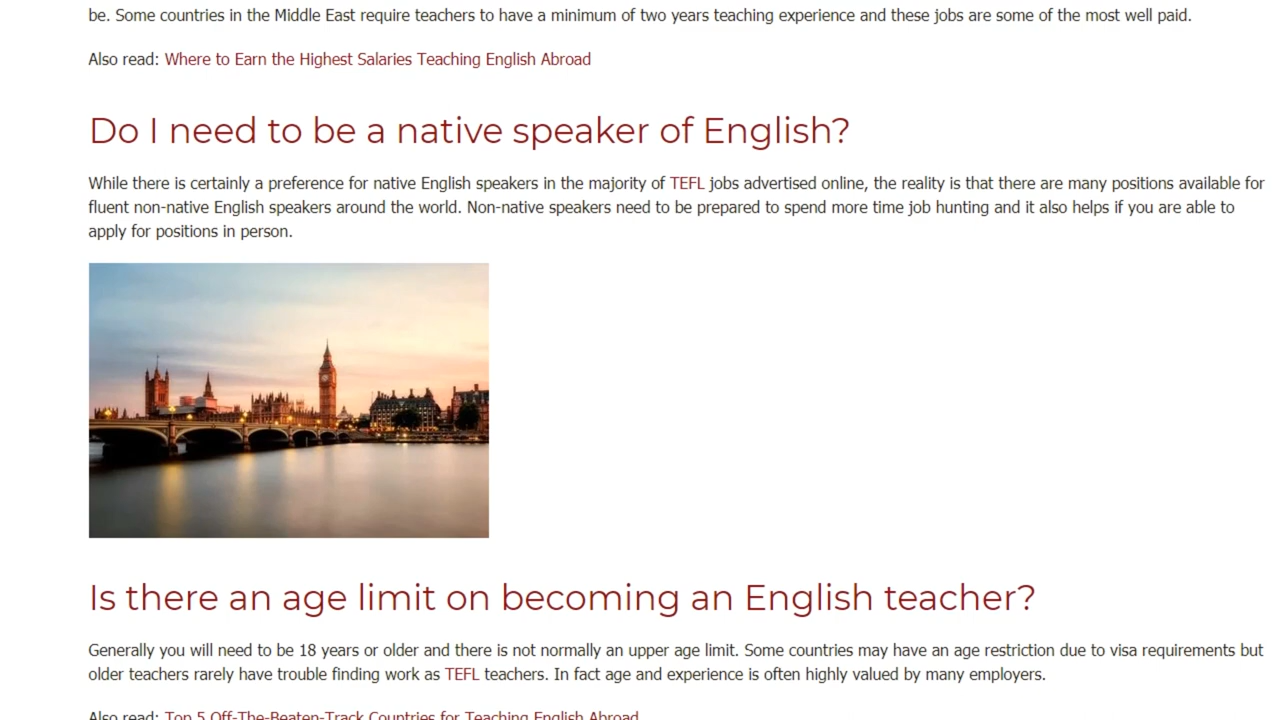 be. Some countries in the Middle East require teachers to have a minimum of two years teaching experience and these jobs are some of the most well paid.
Also read: Where to Earn the Highest Salaries Teaching English Abroad
Do I need to be a native speaker of English?
While there is certainly a preference for native English speakers in the majority of TEFL jobs advertised online, the reality is that there are many positions available for
fluent non-native English speakers around the world. Non-native speakers need to be prepared to spend more time job hunting and it also helps if you are able to
apply for positions in person.
Is there an age limit on becoming an English teacher?
Generally you will need to be 18 years or older and there is not normally an upper age limit. Some countries may have an age restriction due to visa requirements but
older teachers rarely have trouble finding work as TEFL teachers. In fact age and experience is often highly valued by many employers.
Also read: Top 5 Off-The-Beaten-Track Countries for Teaching English Abroad